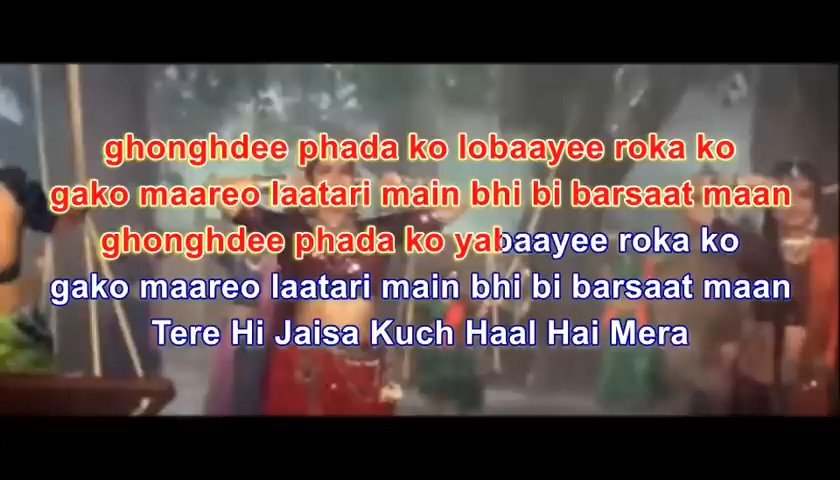 ghonghdee phada ko lobaayee roka ko
gako maareo laatari main bhi bi barsaat maan
ghonghdee phada ko yabaayee roka ko
gako maareo laatari main bhi bi barsaat maan
Tere Hi Jaisa Kuch Haal Hai Mera